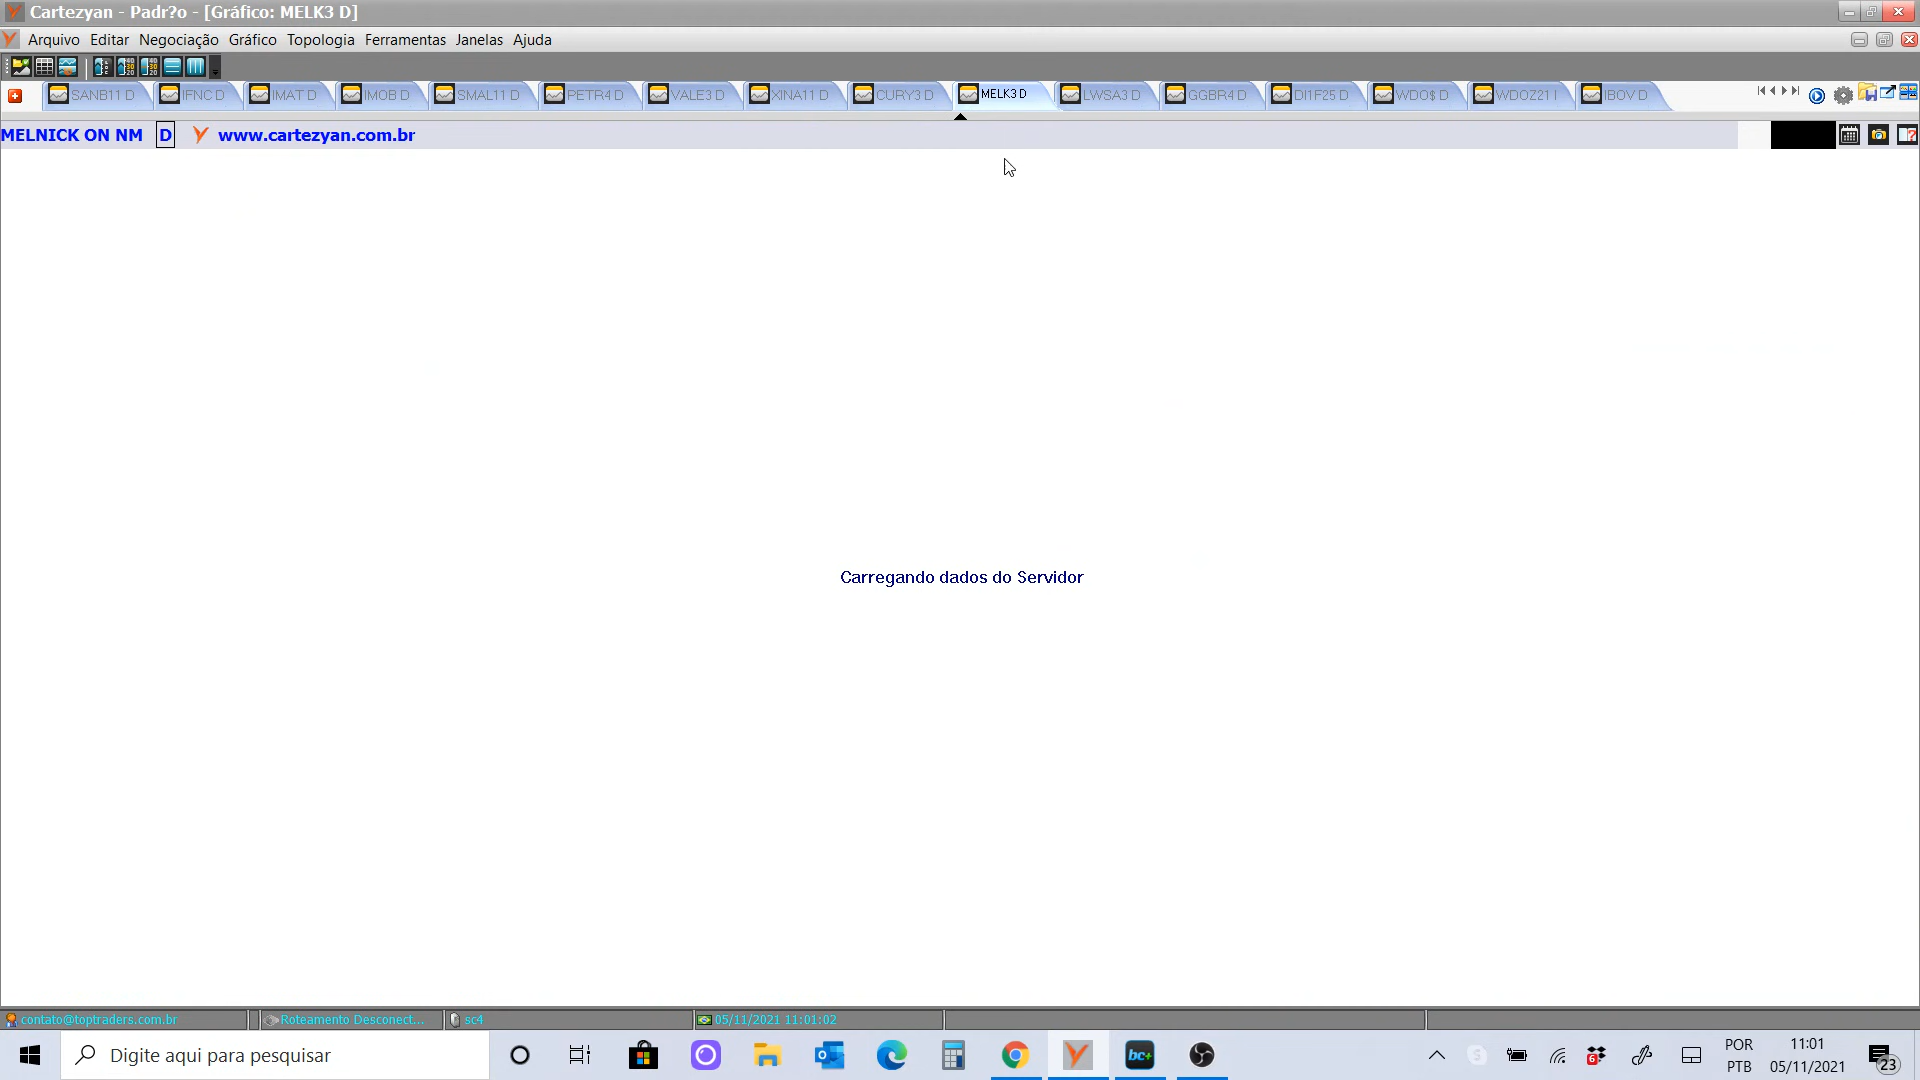 Cartezyan - Padr?o - [Gráfico: MELK3 D]
Arquivo Editar Negociação Gráfico Topologia Ferramentas Janelas Ajuda
SANB11 D IFNC D IMAT D IMOB D SMAL11 D PETR4 D VALE3 D XINA11 D CURY3 D MELK3 D LWSA3 D GGBR4 D DI1F25 D WDO$ D WDOZ21 I IBOV D
MELNICK ON NM D www.cartezyan.com.br
Carregando dados do Servidor
contato@toptraders.com.br Roteamento Desconect... sc4 05/11/2021 11:01:02
Digite aqui para pesquisar
bc+
6
POR
PTB
11:01
05/11/2021
23